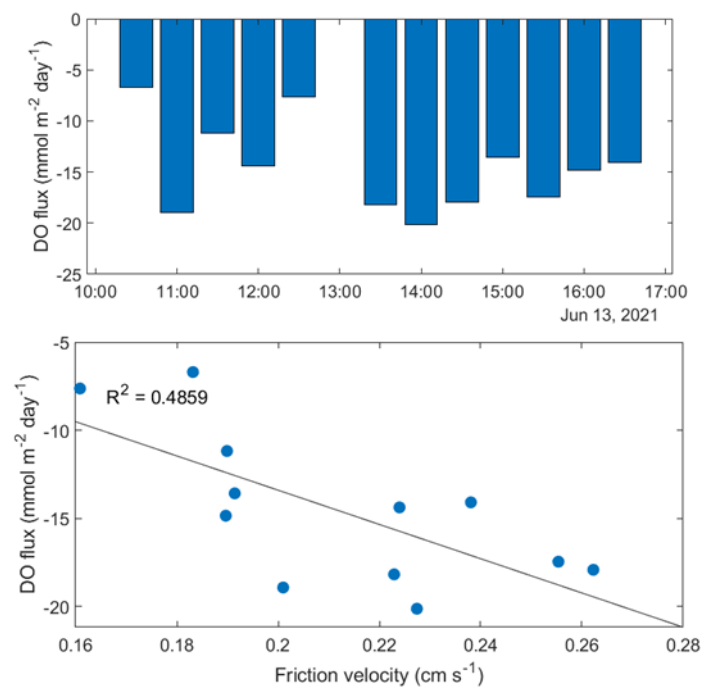 DO flux (mmol m⁻² day⁻¹)
0
-5
-10
-15
-20
-25
10:00 11:00 12:00 13:00 14:00 15:00 16:00 17:00
Jun 13, 2021
DO flux (mmol m⁻² day⁻¹)
-5
R² = 0.4859
-10
-15
-20
0.16 0.18 0.2 0.22 0.24 0.26 0.28
Friction velocity (cm s⁻¹)